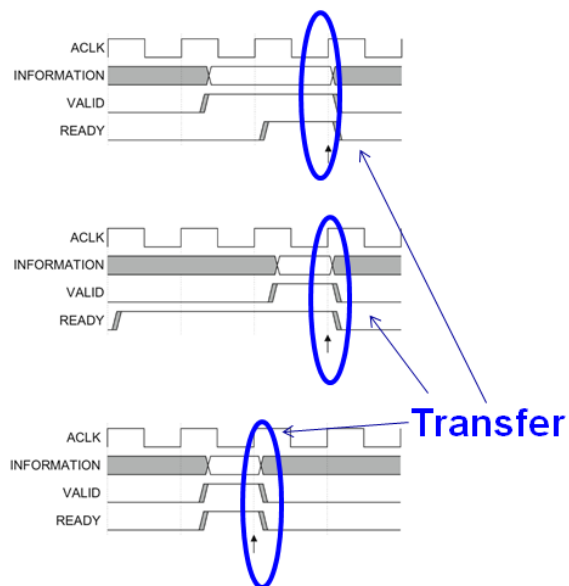 ACLK
INFORMATION
VALID
READY
ACLK
INFORMATION
VALID
READY
Transfer
ACLK
INFORMATION
VALID
READY